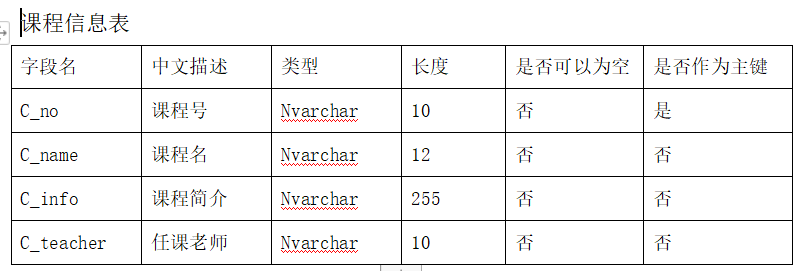 课程信息表
字段名 中文描述 类型 长度 是否可以为空 是否作为主键
C_no 课程号 Nvarchar 10 否 是
C_name 课程名 Nvarchar 12 否 否
C_info 课程简介 Nvarchar 255 否 否
C_teacher 任课老师 Nvarchar 10 否 否